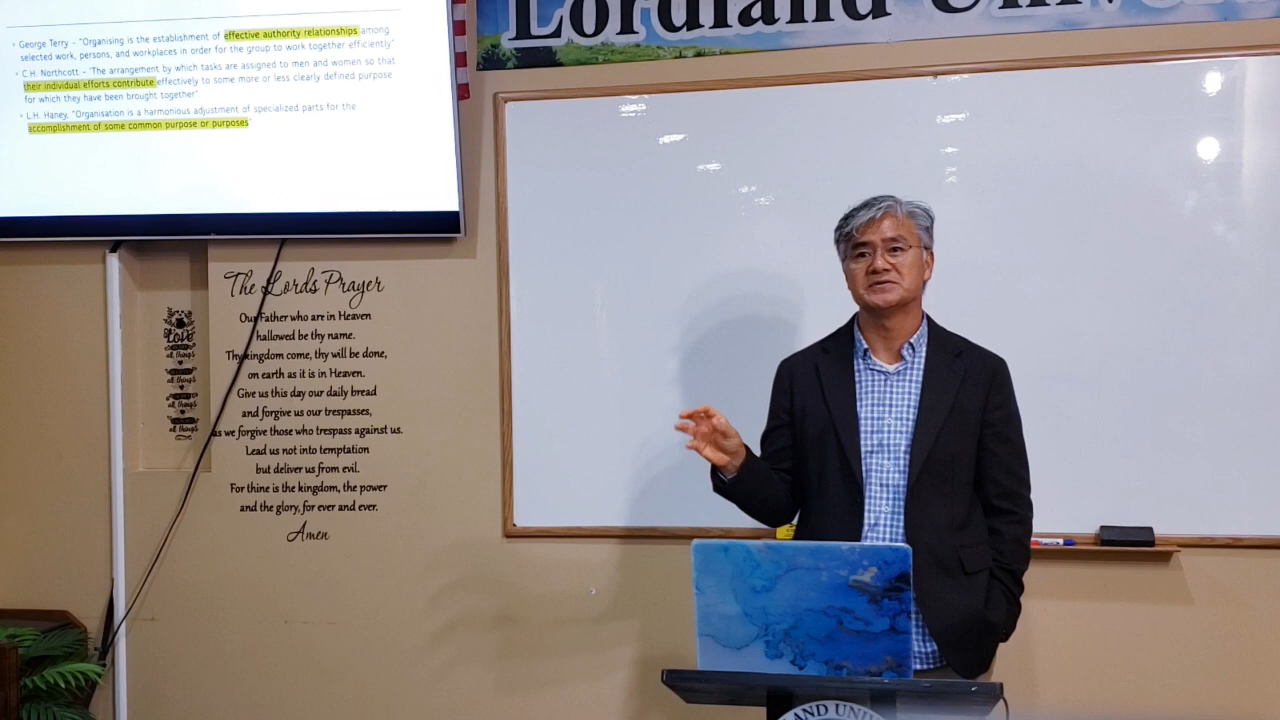 Lordland University
George Terry - "Organising is the establishment of effective authority relationships among
selected work, persons, and workplaces in order for the group to work together efficiently"
C.H. Northcott - "The arrangement by which tasks are assigned to men and women so that
their individual efforts contribute effectively to some more or less clearly defined purpose
for which they have been brought together"
L.H. Haney, "Organisation is a harmonious adjustment of specialized parts for the
accomplishment of some common purpose or purposes"
The Lords Prayer
Our Father who are in Heaven
hallowed be thy name.
Thy kingdom come, thy will be done,
on earth as it is in Heaven.
Give us this day our daily bread
and forgive us our trespasses,
as we forgive those who trespass against us.
Lead us not into temptation
but deliver us from evil.
For thine is the kingdom, the power
and the glory, for ever and ever.
Amen
LOVE
all things
all things
all things
all things
AND UNIV